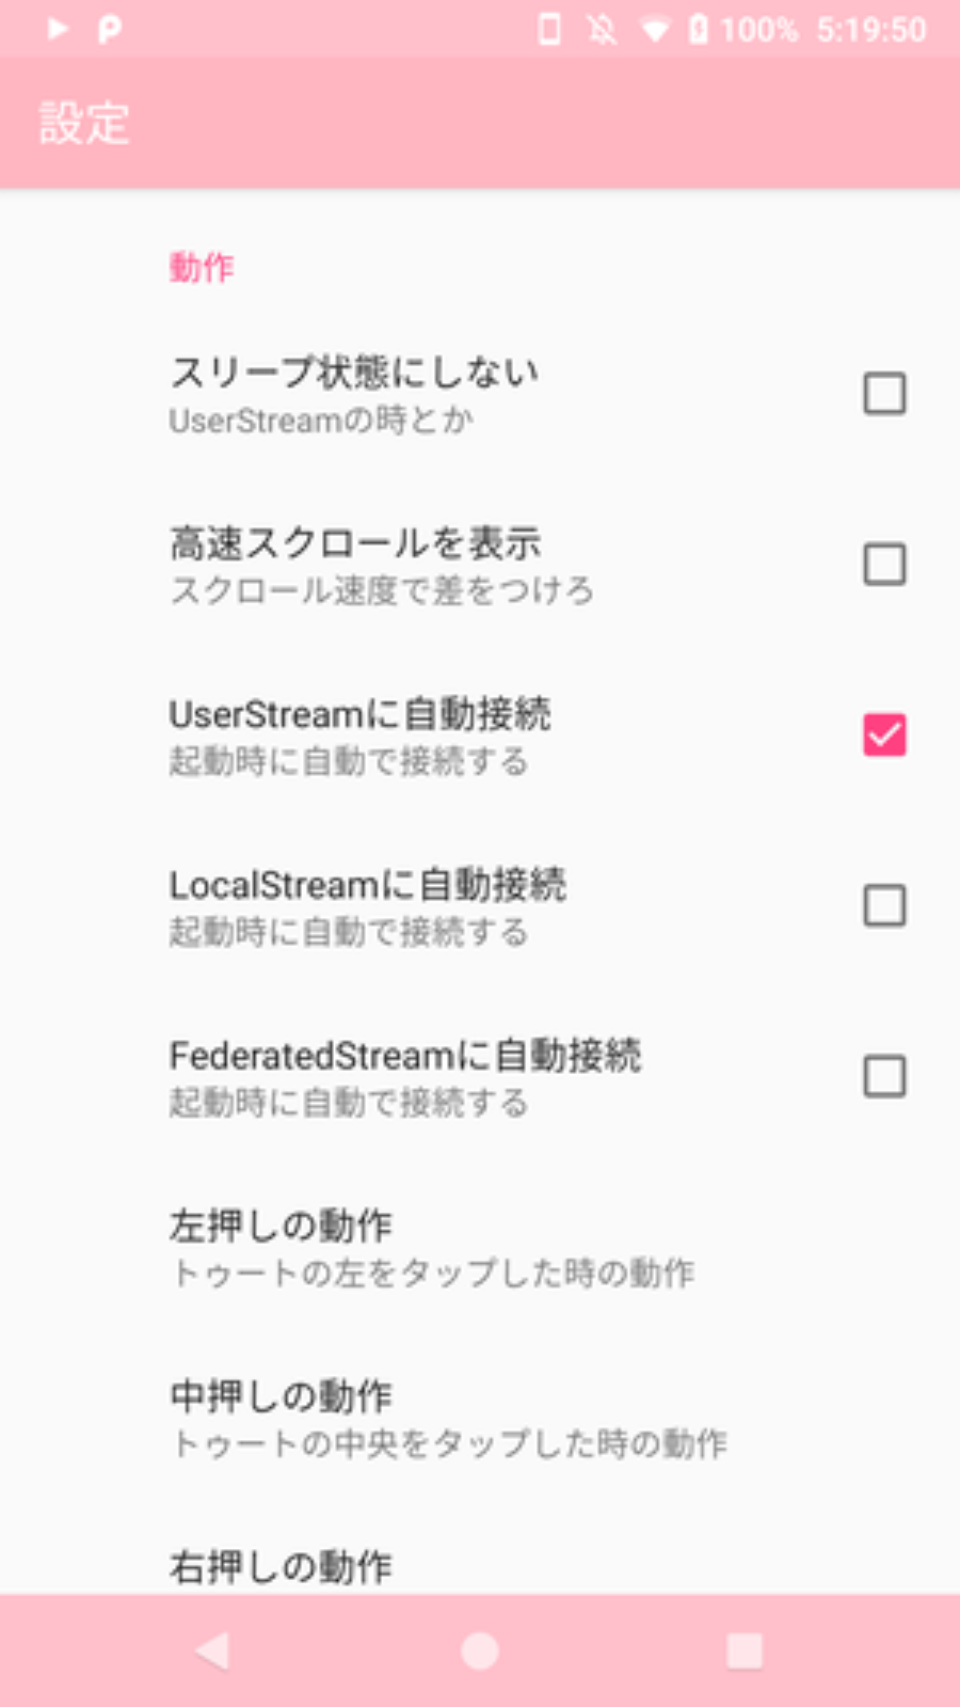 100% 5:19:50
設定
動作
スリープ状態にしない
UserStreamの時とか
高速スクロールを表示
スクロール速度で差をつけろ
UserStreamに自動接続
起動時に自動で接続する
LocalStreamに自動接続
起動時に自動で接続する
FederatedStreamに自動接続
起動時に自動で接続する
左押しの動作
トゥートの左をタップした時の動作
中押しの動作
トゥートの中央をタップした時の動作
右押しの動作